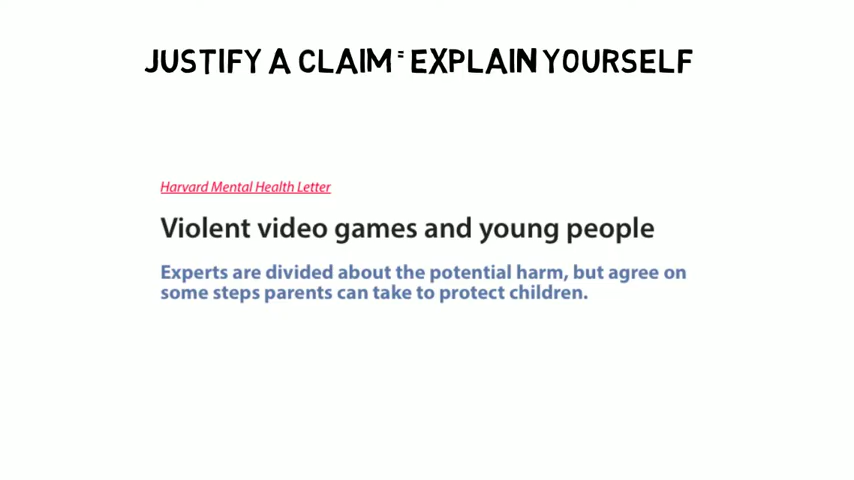 JUSTIFY A CLAIM = EXPLAIN YOURSELF
Harvard Mental Health Letter
Violent video games and young people
Experts are divided about the potential harm, but agree on
some steps parents can take to protect children.